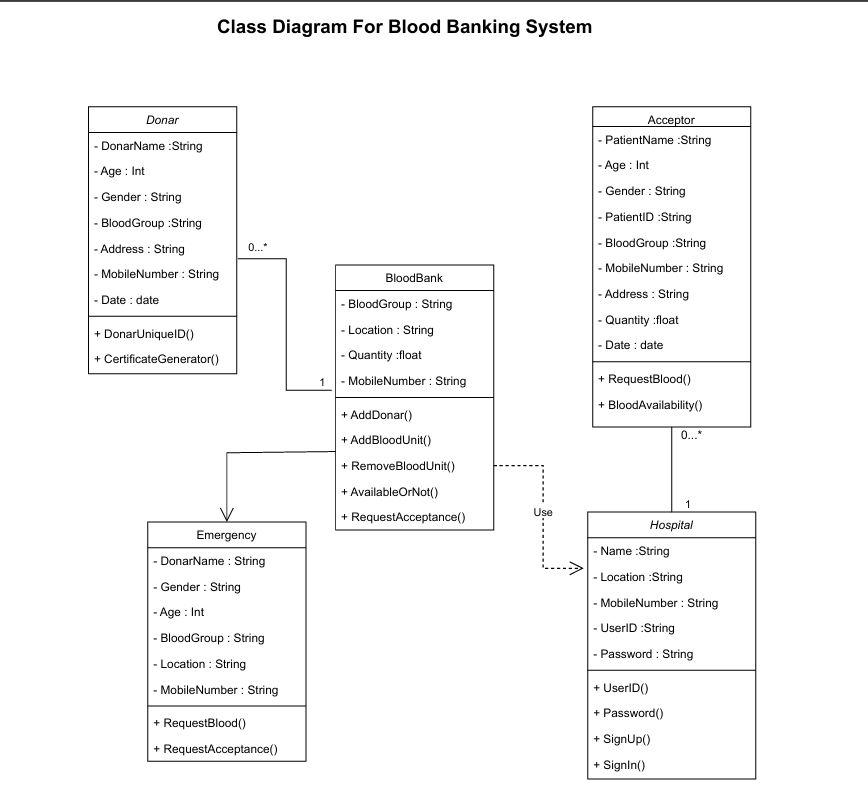 Class Diagram For Blood Banking System
Donar
- DonarName :String
- Age : Int
- Gender : String
- BloodGroup :String
- Address : String
- MobileNumber : String
- Date : date
+ DonarUniqueID()
+ CertificateGenerator()
0...*
1
BloodBank
- BloodGroup : String
- Location : String
- Quantity :float
- MobileNumber : String
+ AddDonar()
+ AddBloodUnit()
+ RemoveBloodUnit()
+ AvailableOrNot()
+ RequestAcceptance()
Acceptor
- PatientName :String
- Age : Int
- Gender : String
- PatientID :String
- BloodGroup :String
- MobileNumber : String
- Address : String
- Quantity :float
- Date : date
+ RequestBlood()
+ BloodAvailability()
0...*
1
Use
Emergency
- DonarName : String
- Gender : String
- Age : Int
- BloodGroup : String
- Location : String
- MobileNumber : String
+ RequestBlood()
+ RequestAcceptance()
Hospital
- Name :String
- Location :String
- MobileNumber : String
- UserID :String
- Password : String
+ UserID()
+ Password()
+ SignUp()
+ SignIn()